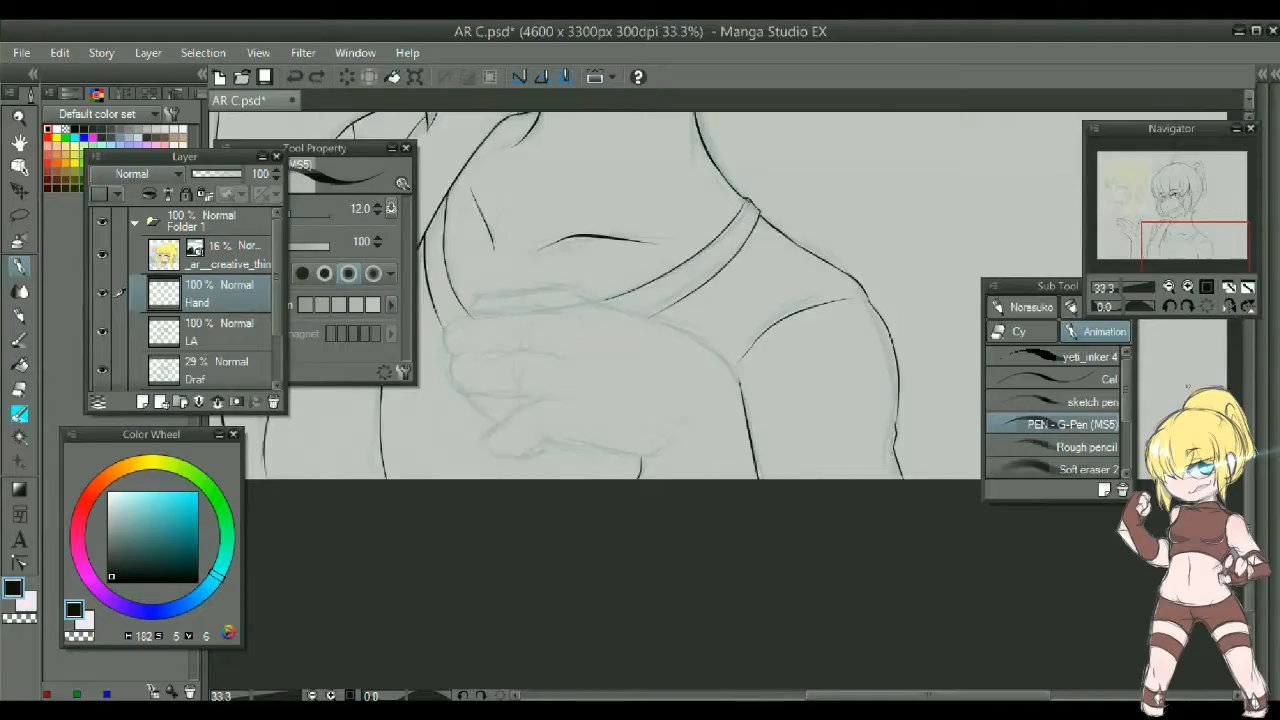 AR C.psd* (4600 x 3300px 300dpi 33.3%) - Manga Studio EX
File Edit Story Layer Selection View Filter Window Help
AR C.psd*
Default color set
Layer
Normal 100
100 % Normal
Folder 1
16 % Nor...
_ar__creative_thin
100 % Normal
Hand
100 % Normal
LA
29 % Normal
Draf
Tool Property
(MS5)
12.0
100
magnet
Navigator
33.3
0.0
Sub Tool
Norasuko
Cy Animation
yeti_inker 4
Cel
sketch pen
PEN - G-Pen (MS5)
Rough pencil
Soft eraser 2
Color Wheel
H 182 S 5 V 6
33.3 0.0